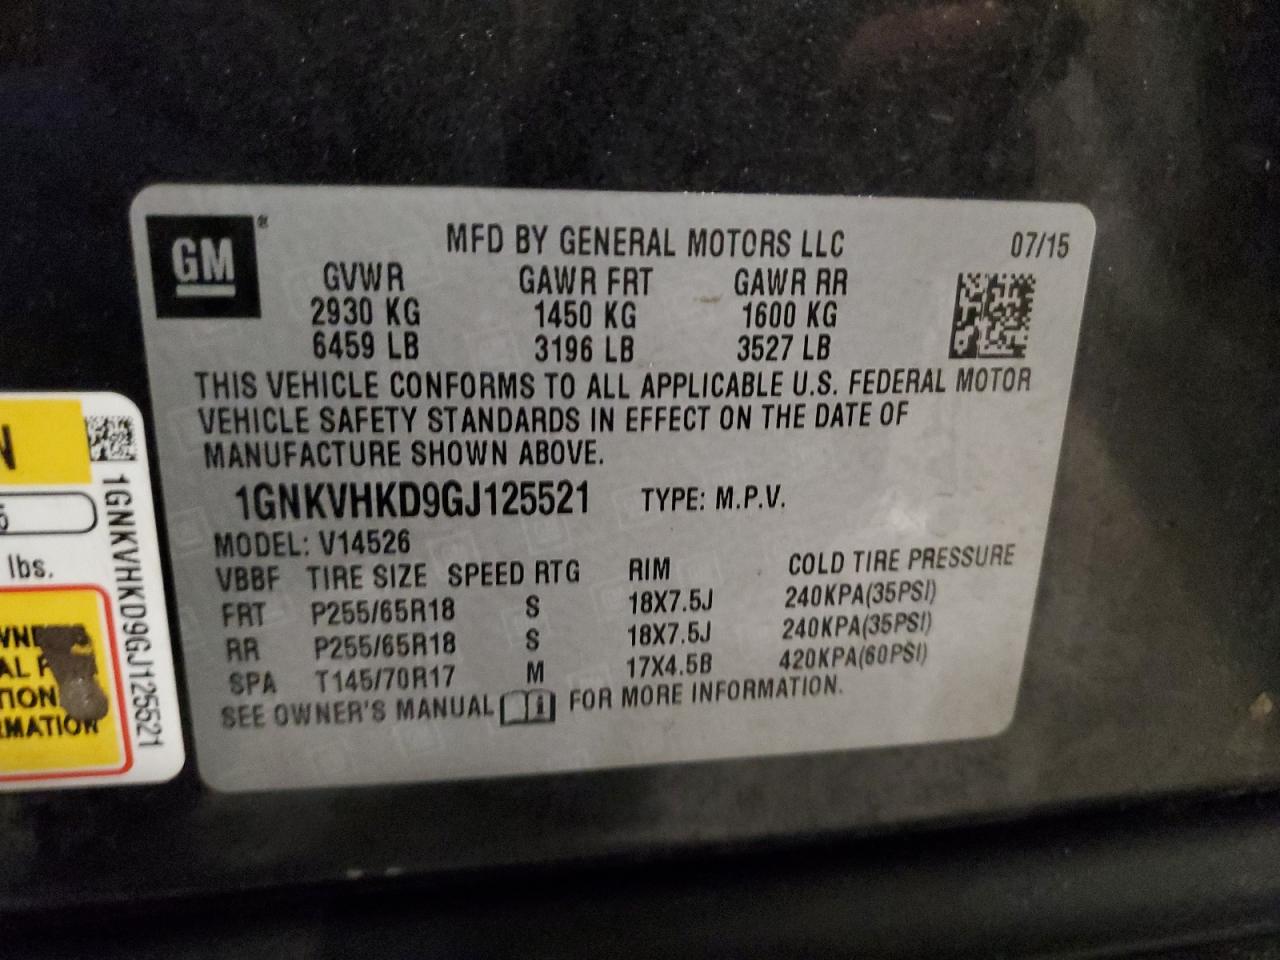 GM ®
MFD BY GENERAL MOTORS LLC 07/15
GVWR GAWR FRT GAWR RR
2930 KG 1450 KG 1600 KG
6459 LB 3196 LB 3527 LB
THIS VEHICLE CONFORMS TO ALL APPLICABLE U.S. FEDERAL MOTOR
VEHICLE SAFETY STANDARDS IN EFFECT ON THE DATE OF
MANUFACTURE SHOWN ABOVE.
1GNKVHKD9GJ125521 TYPE: M.P.V.
MODEL: V14526
VBBF TIRE SIZE SPEED RTG RIM COLD TIRE PRESSURE
FRT P255/65R18 S 18X7.5J 240KPA(35PSI)
RR P255/65R18 S 18X7.5J 240KPA(35PSI)
SPA T145/70R17 M 17X4.5B 420KPA(60PSI)
SEE OWNER'S MANUAL i FOR MORE INFORMATION.
N
lbs.
1GNKVHKD9GJ125521